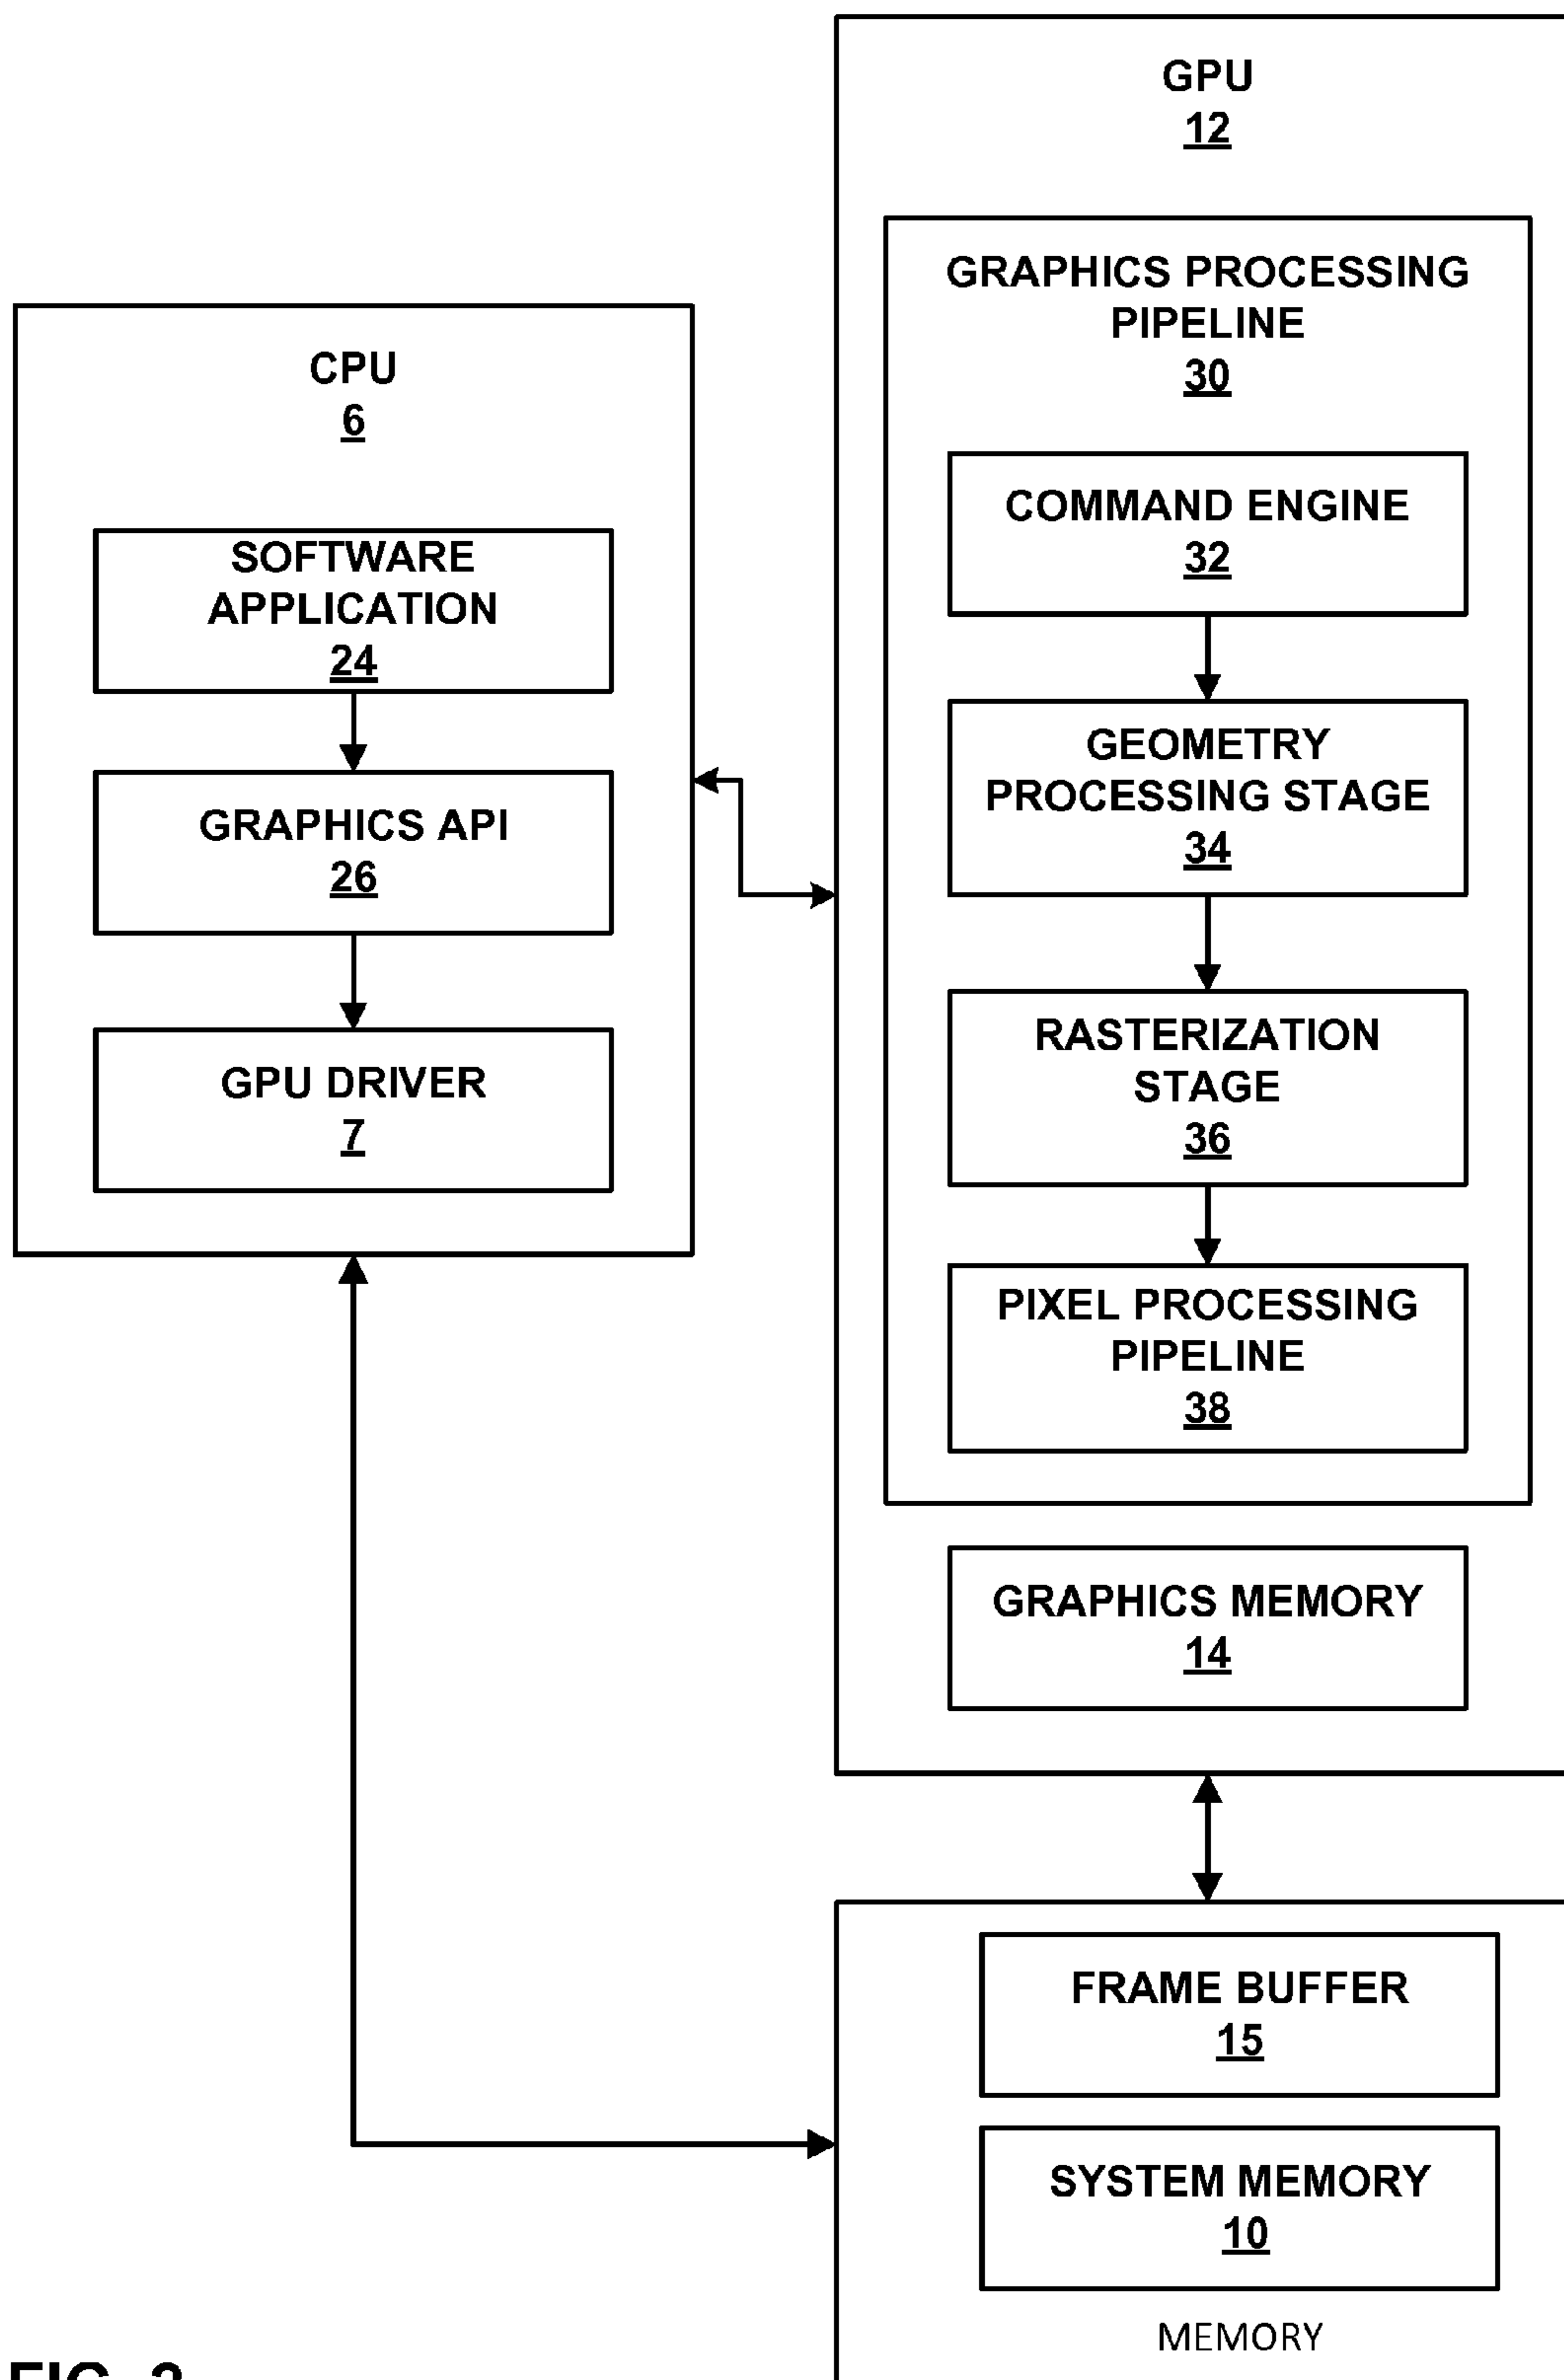 GPU
12
GRAPHICS PROCESSING
PIPELINE
30
COMMAND ENGINE
32
GEOMETRY
PROCESSING STAGE
34
RASTERIZATION
STAGE
36
PIXEL PROCESSING
PIPELINE
38
GRAPHICS MEMORY
14
CPU
6
SOFTWARE
APPLICATION
24
GRAPHICS API
26
GPU DRIVER
7
FRAME BUFFER
15
SYSTEM MEMORY
10
MEMORY